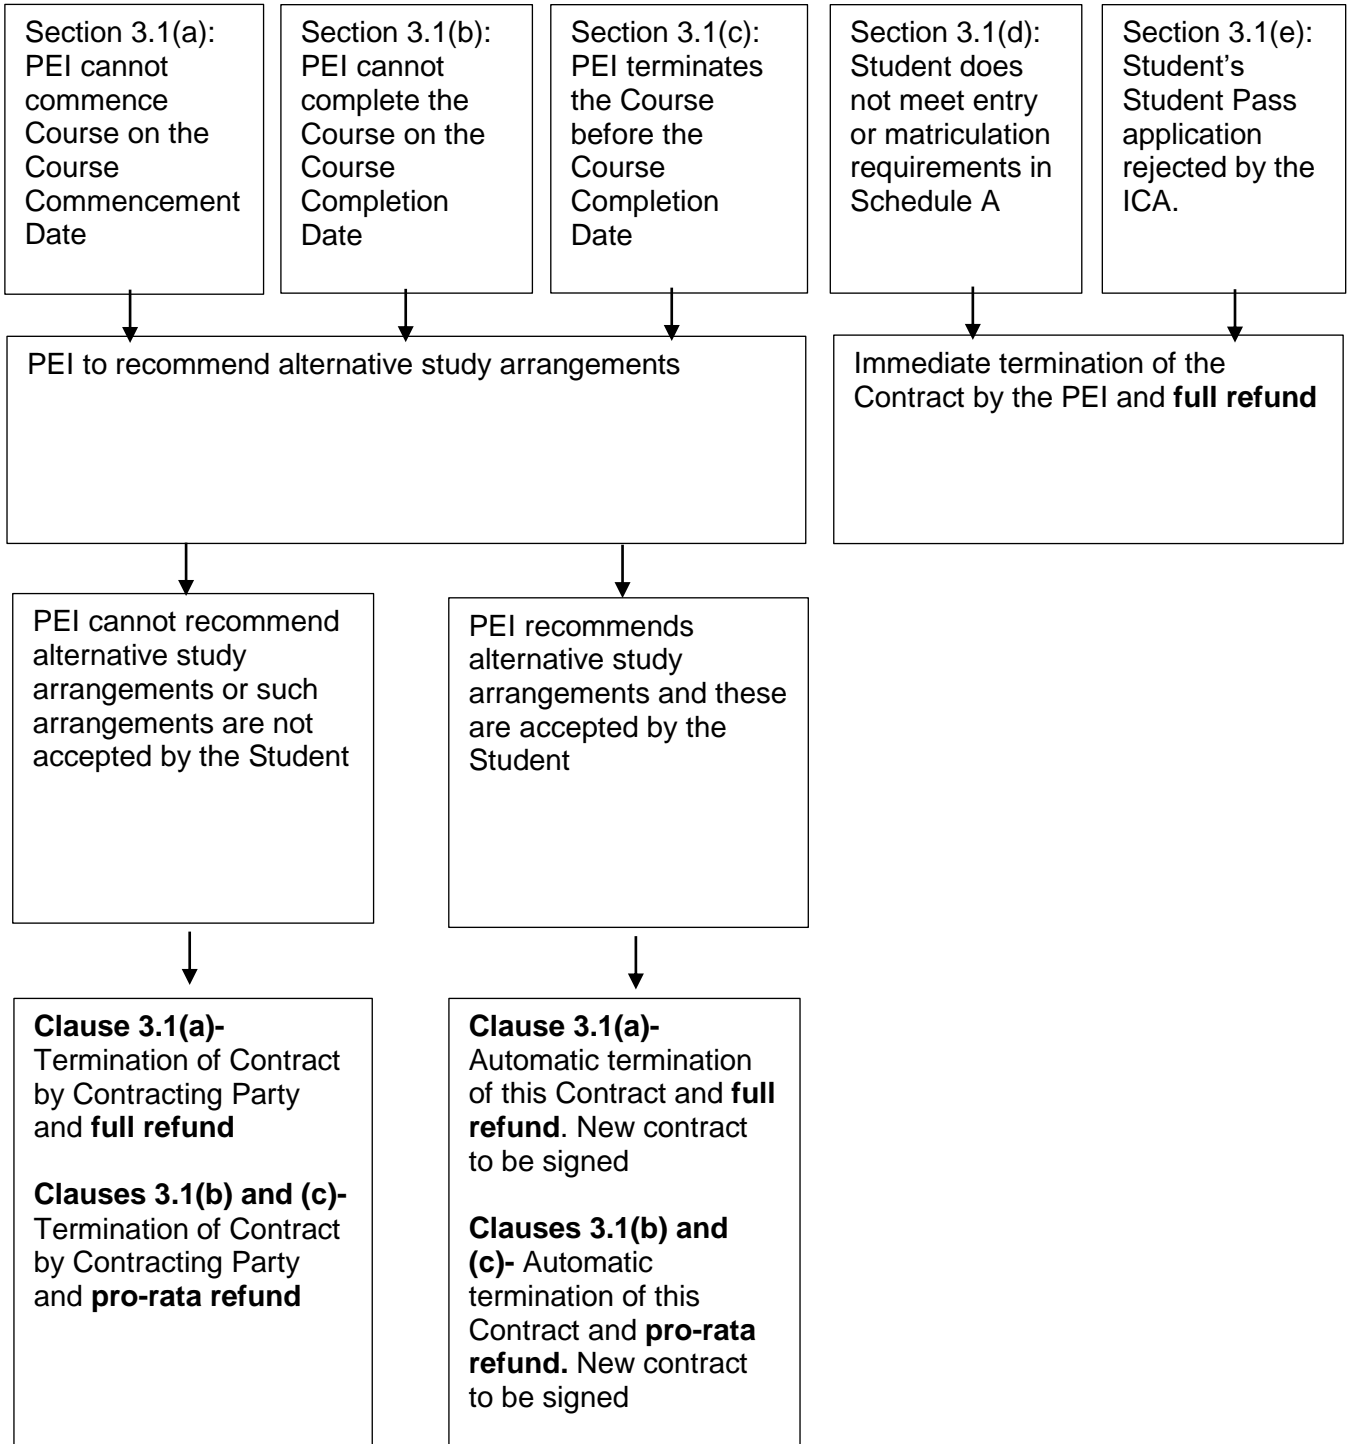 Section 3.1(a):
PEI cannot
commence
Course on the
Course
Commencement
Date
Section 3.1(b):
PEI cannot
complete the
Course on the
Course
Completion
Date
Section 3.1(c):
PEI terminates
the Course
before the
Course
Completion
Date
Section 3.1(d):
Student does
not meet entry
or matriculation
requirements in
Schedule A
Section 3.1(e):
Student’s
Student Pass
application
rejected by the
ICA.
PEI to recommend alternative study arrangements
Immediate termination of the
Contract by the PEI and full refund
PEI cannot recommend
alternative study
arrangements or such
arrangements are not
accepted by the Student
PEI recommends
alternative study
arrangements and these
are accepted by the
Student
Clause 3.1(a)-
Termination of Contract
by Contracting Party
and full refund
Clauses 3.1(b) and (c)-
Termination of Contract
by Contracting Party
and pro-rata refund
Clause 3.1(a)-
Automatic termination
of this Contract and full
refund. New contract
to be signed
Clauses 3.1(b) and
(c)- Automatic
termination of this
Contract and pro-rata
refund. New contract
to be signed